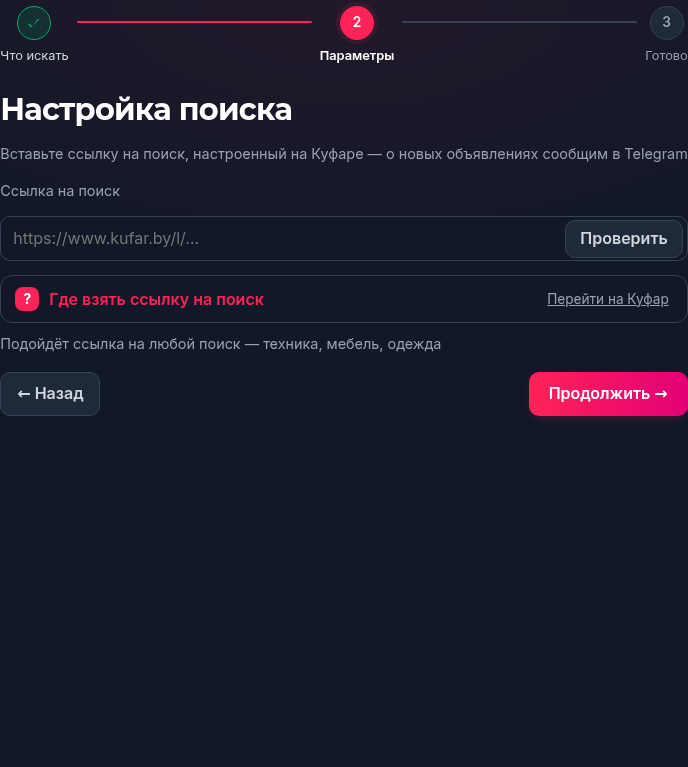 ✓
2
3
Что искать
Параметры
Готово
Настройка поиска
Вставьте ссылку на поиск, настроенный на Куфаре — о новых объявлениях сообщим в Telegram
Ссылка на поиск
https://www.kufar.by/l/...
Проверить
? Где взять ссылку на поиск
Перейти на Куфар
Подойдёт ссылка на любой поиск — техника, мебель, одежда
← Назад
Продолжить →